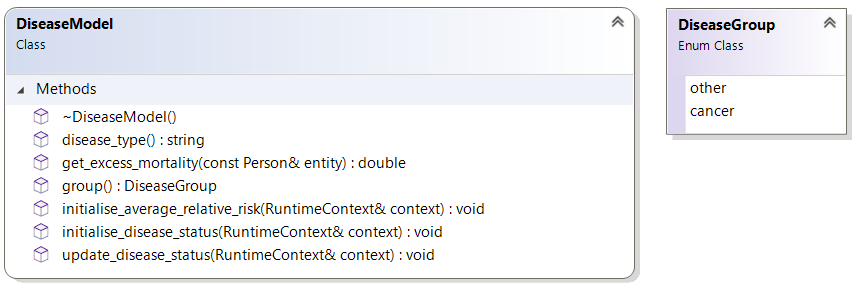 DiseaseModel
Class
Methods
~DiseaseModel()
disease_type() : string
get_excess_mortality(const Person& entity) : double
group() : DiseaseGroup
initialise_average_relative_risk(RuntimeContext& context) : void
initialise_disease_status(RuntimeContext& context) : void
update_disease_status(RuntimeContext& context) : void
DiseaseGroup
Enum Class
other
cancer